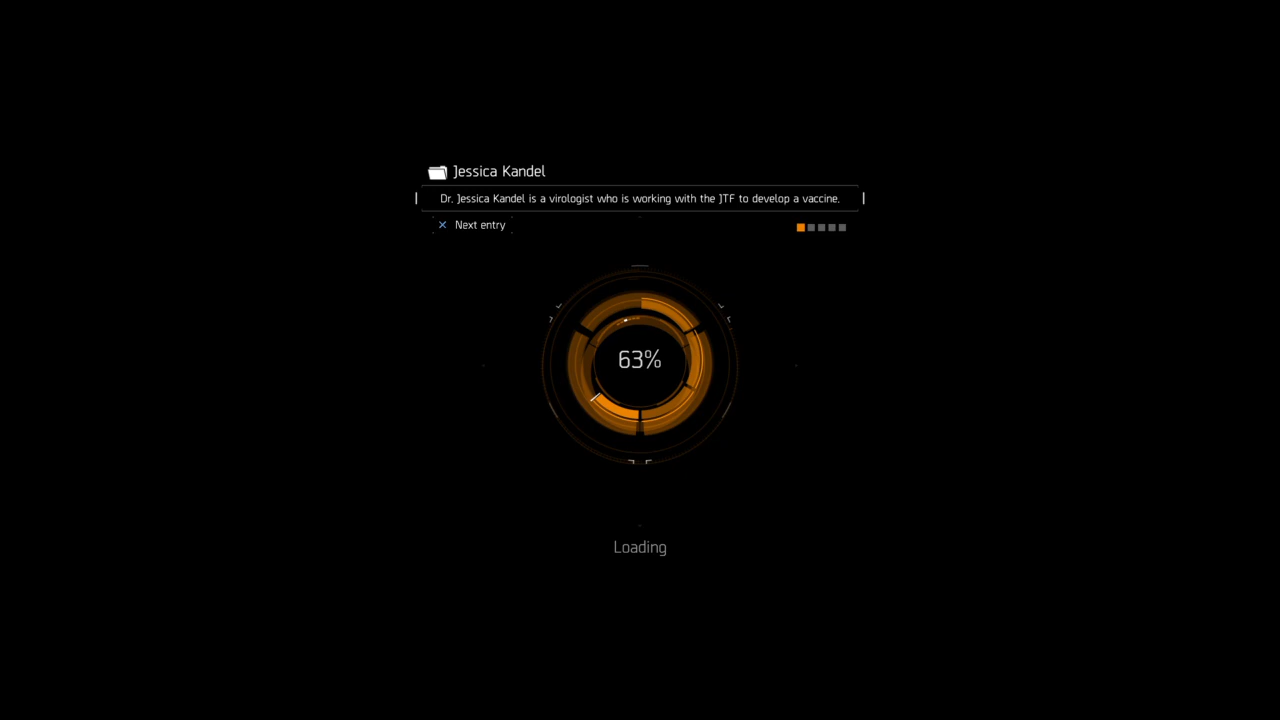 Jessica Kandel
Dr. Jessica Kandel is a virologist who is working with the JTF to develop a vaccine.
Next entry
63%
Loading